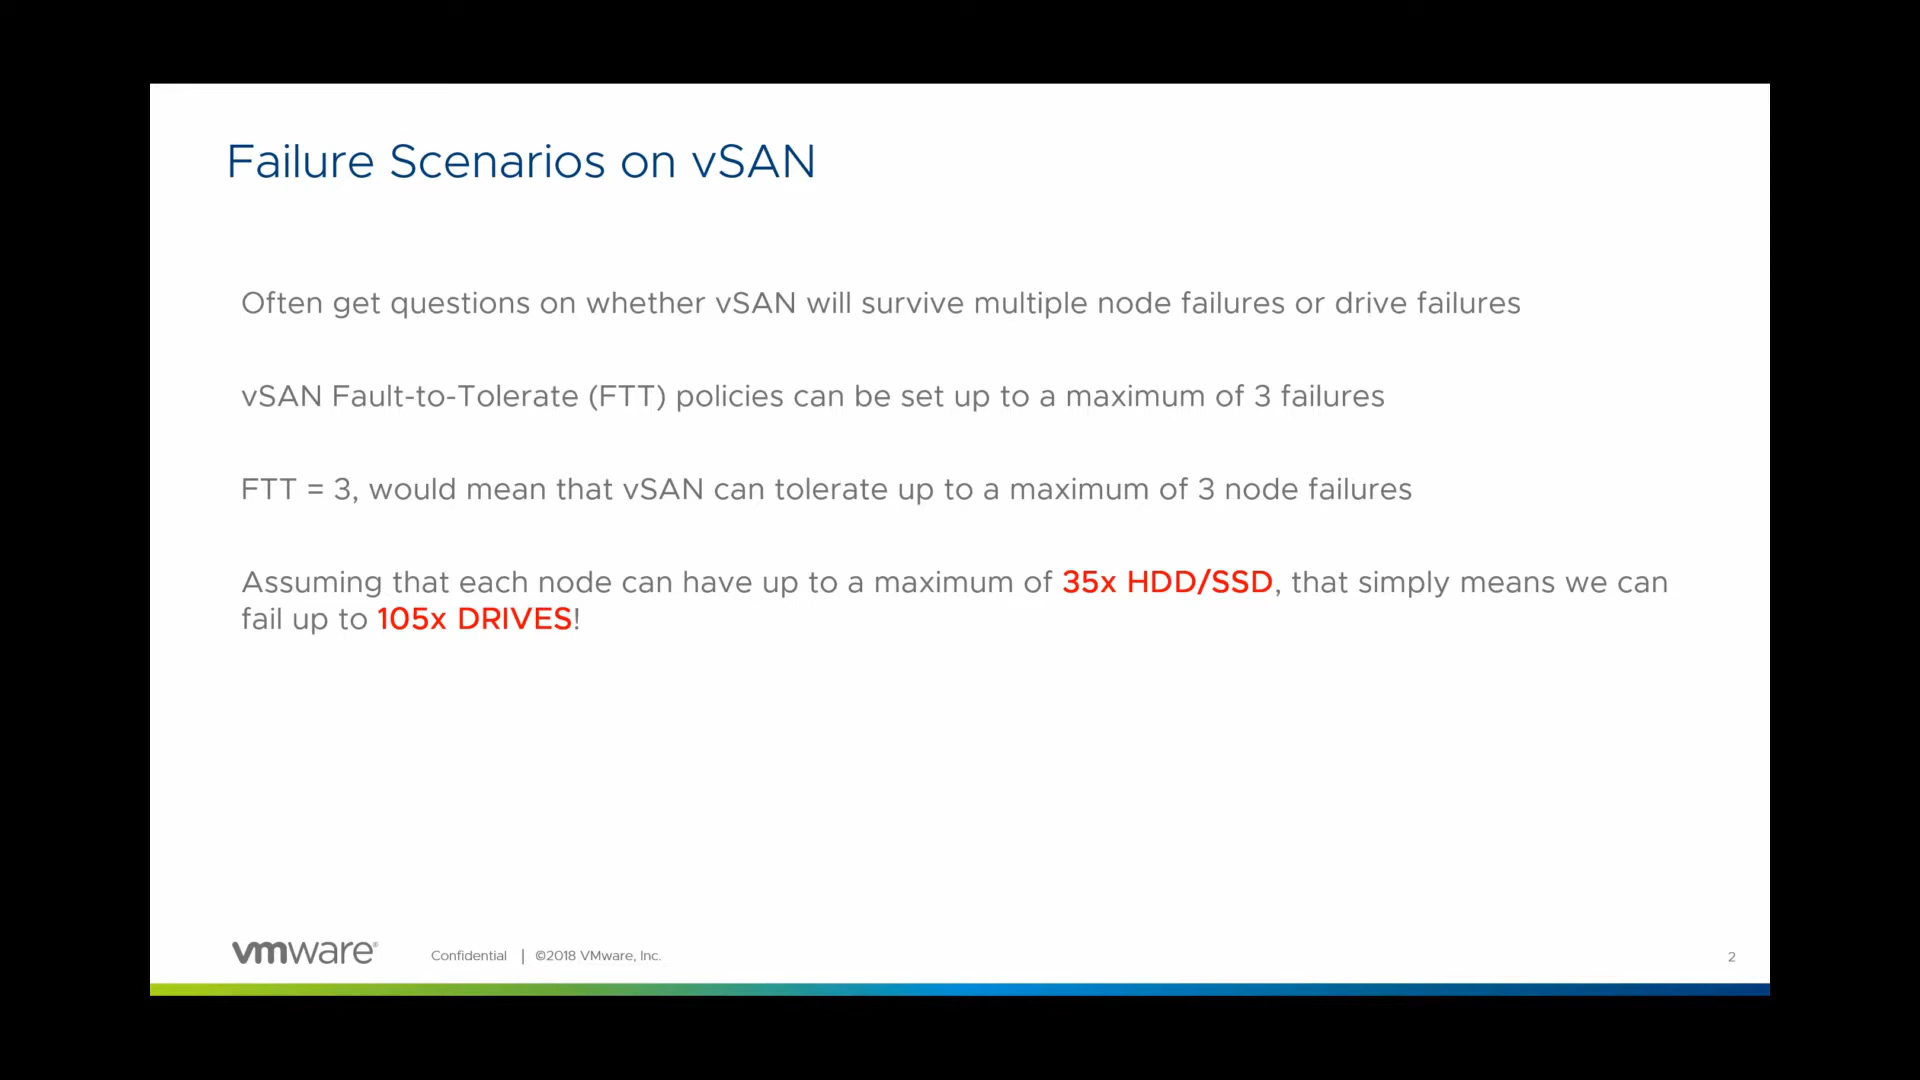 Failure Scenarios on vSAN
Often get questions on whether vSAN will survive multiple node failures or drive failures
vSAN Fault-to-Tolerate (FTT) policies can be set up to a maximum of 3 failures
FTT = 3, would mean that vSAN can tolerate up to a maximum of 3 node failures
Assuming that each node can have up to a maximum of 35x HDD/SSD, that simply means we can
fail up to 105x DRIVES!
vmware® Confidential | ©2018 VMware, Inc. 2